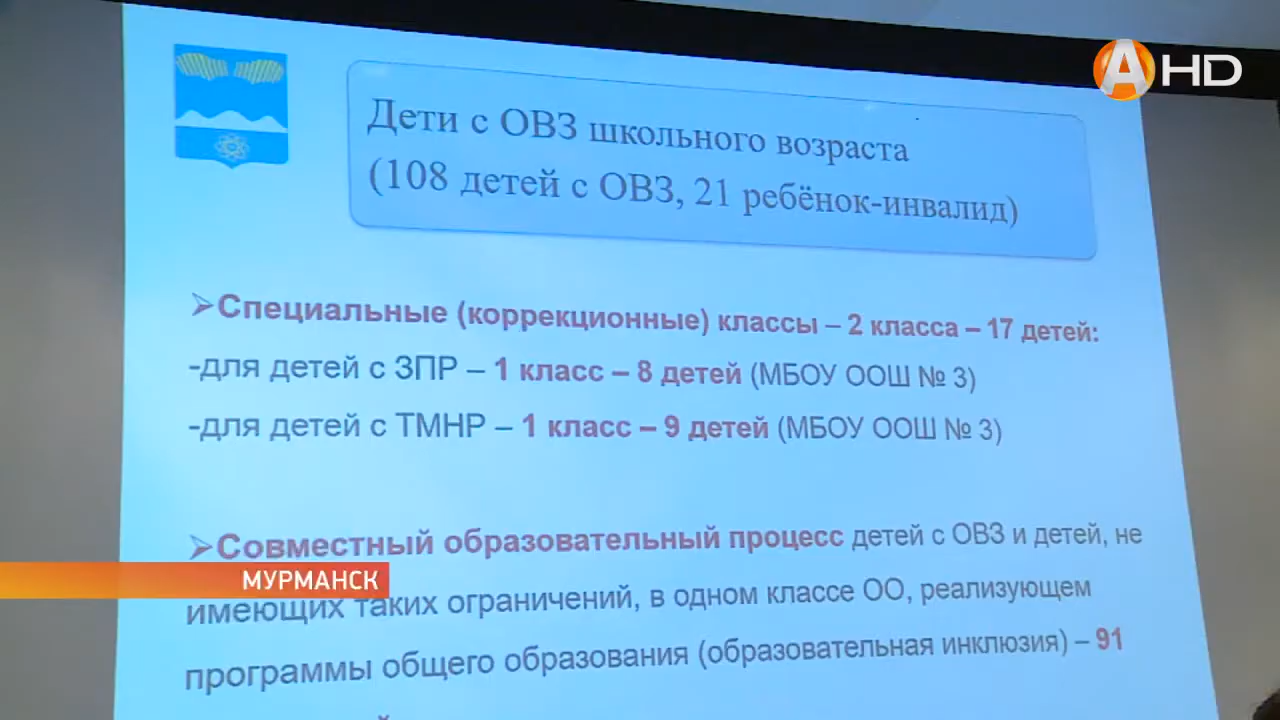 А HD
Дети с ОВЗ школьного возраста
(108 детей с ОВЗ, 21 ребёнок-инвалид)
➢Специальные (коррекционные) классы – 2 класса – 17 детей:
-для детей с ЗПР – 1 класс – 8 детей (МБОУ ООШ № 3)
-для детей с ТМНР – 1 класс – 9 детей (МБОУ ООШ № 3)
➢Совместный образовательный процесс детей с ОВЗ и детей, не
МУРМАНСК
имеющих таких ограничений, в одном классе ОО, реализующем
программы общего образования (образовательная инклюзия) – 91